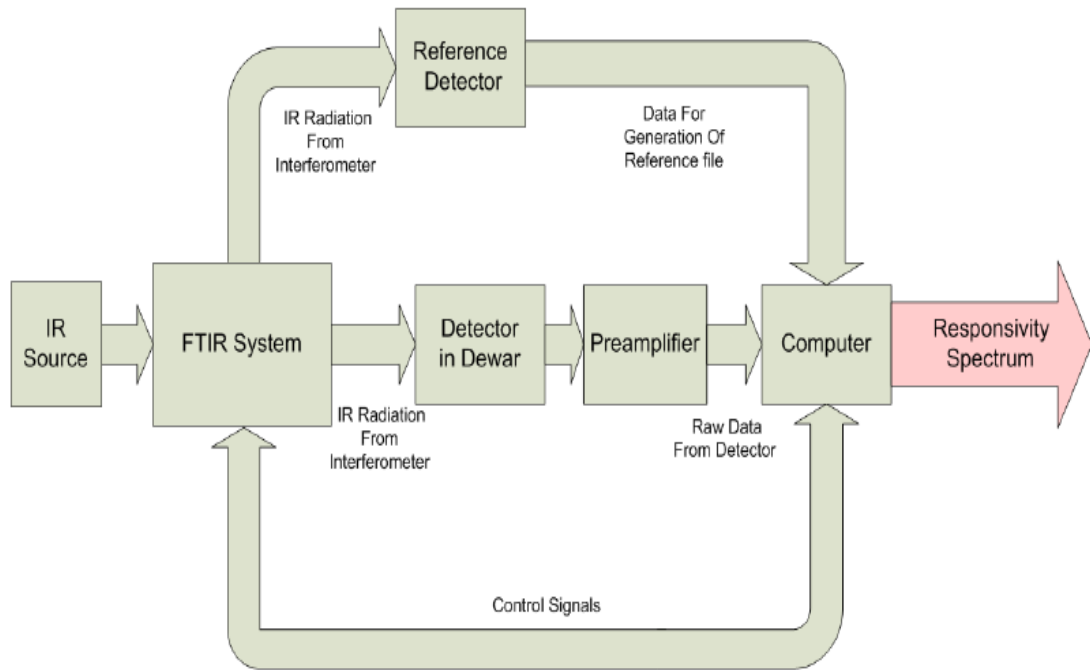 Reference
Detector
IR Radiation
From
Interferometer
Data For
Generation Of
Reference file
IR
Source
FTIR System
Detector
in Dewar
Preamplifier
Computer
Responsivity
Spectrum
IR Radiation
From
Interferometer
Raw Data
From Detector
Control Signals